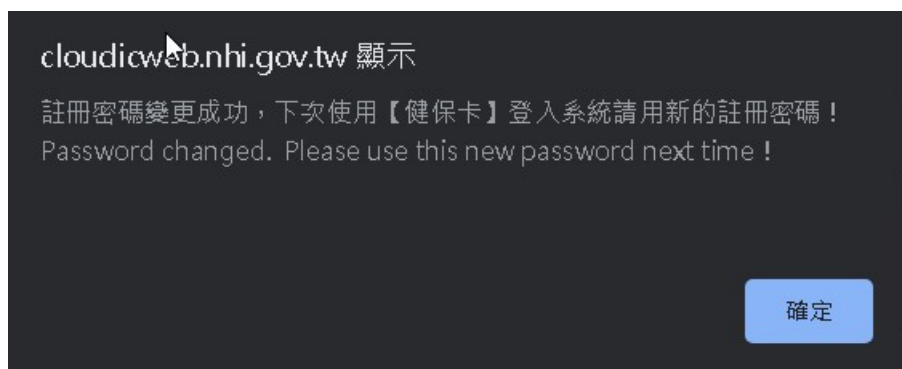 cloudicweb.nhi.gov.tw 顯示
註冊密碼變更成功，下次使用【健保卡】登入系統請用新的註冊密碼！
Password changed. Please use this new password next time！
確定